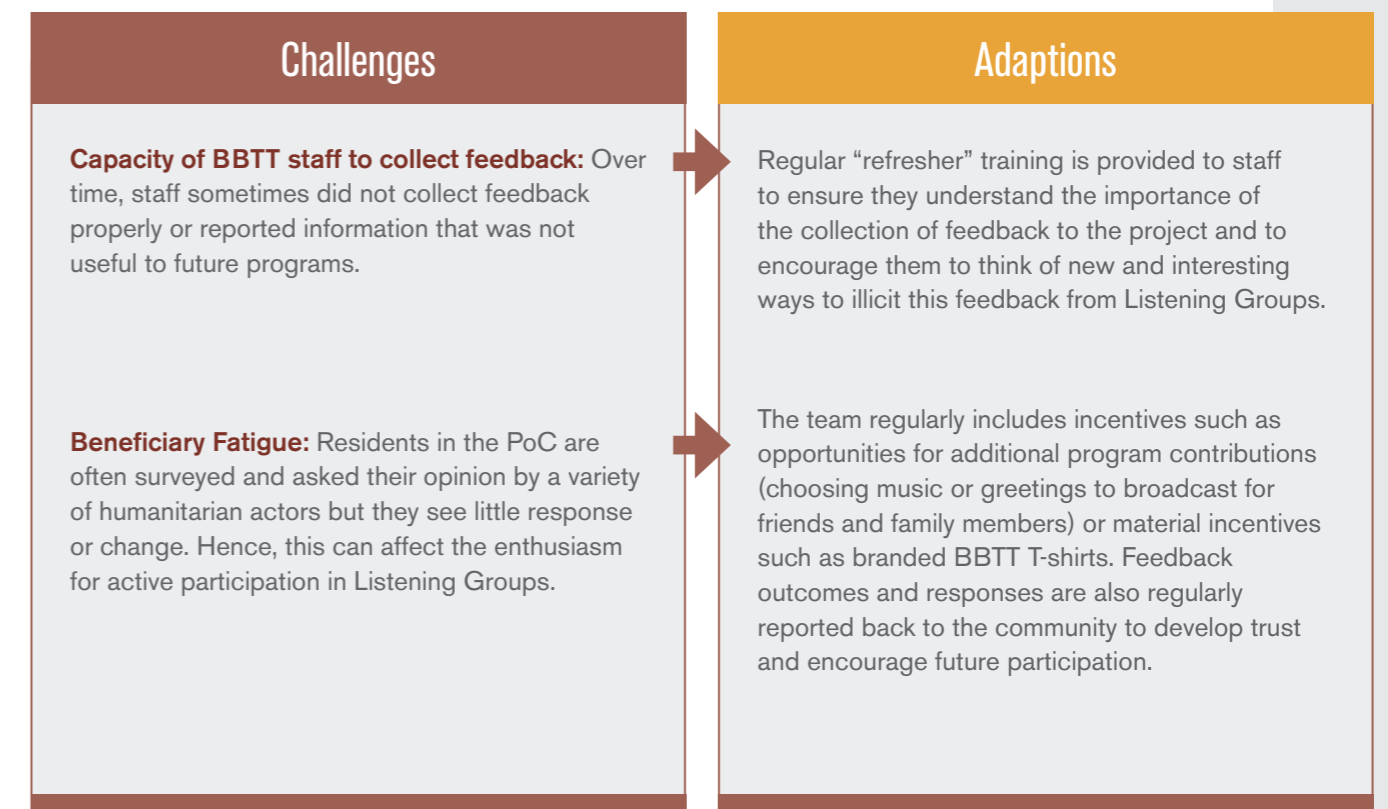 Challenges
Capacity of BBTT staff to collect feedback: Over
time, staff sometimes did not collect feedback
properly or reported information that was not
useful to future programs.
Beneficiary Fatigue: Residents in the PoC are
often surveyed and asked their opinion by a variety
of humanitarian actors but they see little response
or change. Hence, this can affect the enthusiasm
for active participation in Listening Groups.
Adaptions
Regular “refresher” training is provided to staff
to ensure they understand the importance of
the collection of feedback to the project and to
encourage them to think of new and interesting
ways to illicit this feedback from Listening Groups.
The team regularly includes incentives such as
opportunities for additional program contributions
(choosing music or greetings to broadcast for
friends and family members) or material incentives
such as branded BBTT T-shirts. Feedback
outcomes and responses are also regularly
reported back to the community to develop trust
and encourage future participation.